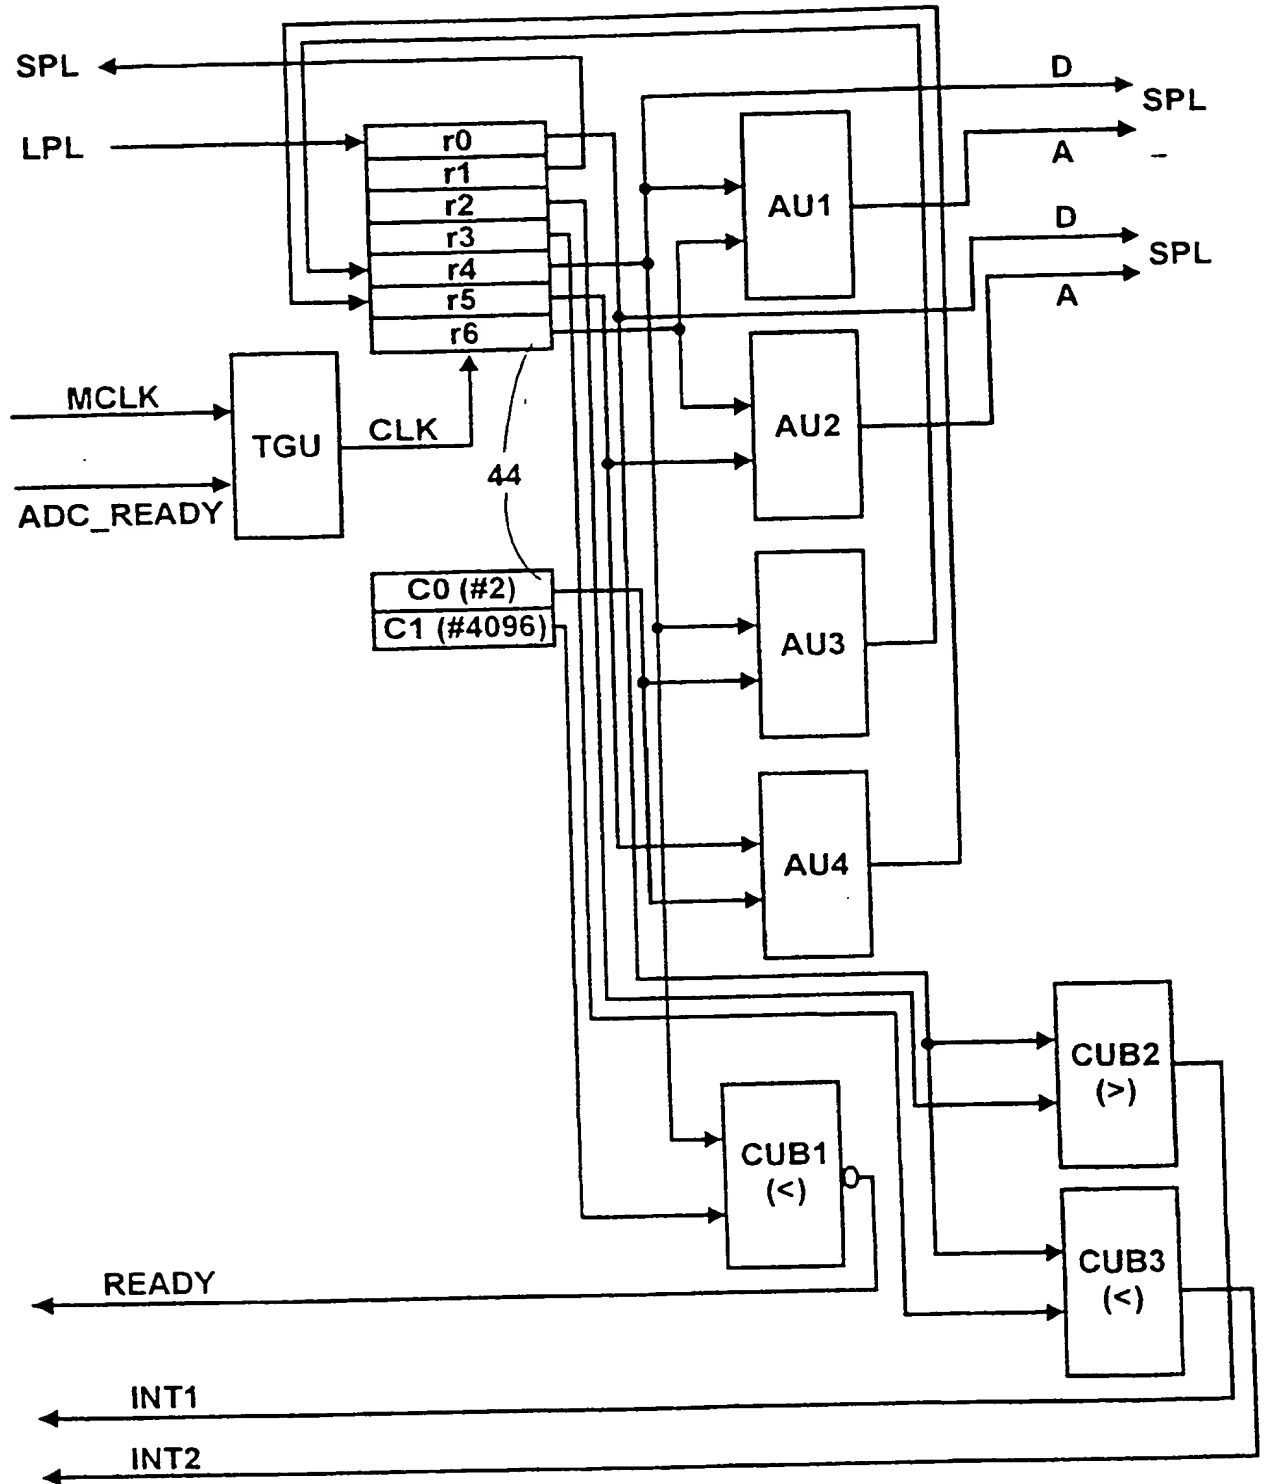 SPL
LPL
r0
r1
r2
r3
r4
r5
r6
D
SPL
A
AU1
D
SPL
A
MCLK
TGU
CLK
ADC_READY
44
AU2
C0 (#2)
C1 (#4096)
AU3
AU4
CUB2
(>)
CUB1
(<)
CUB3
(<)
READY
INT1
INT2